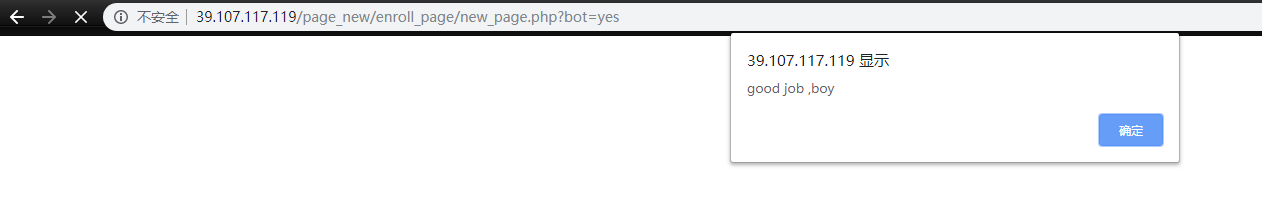 不安全 39.107.117.119/page_new/enroll_page/new_page.php?bot=yes
39.107.117.119 显示
good job ,boy
确定